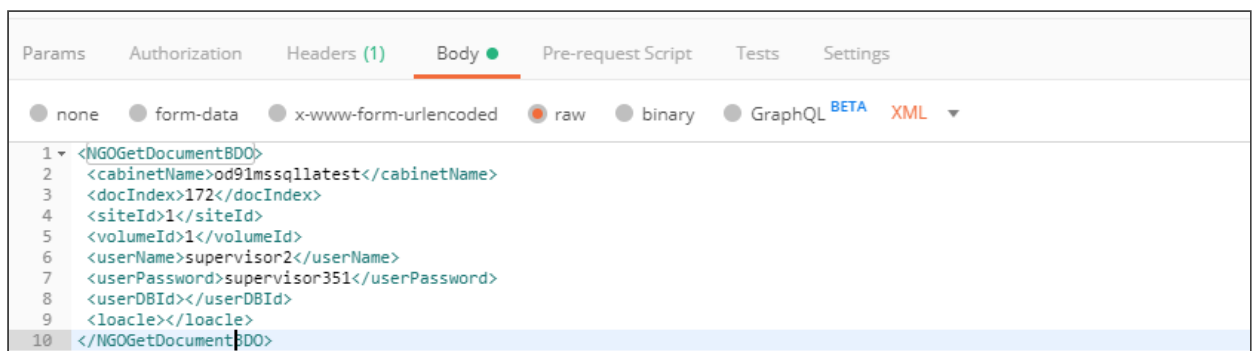 Params Authorization Headers (1) Body Pre-request Script Tests Settings
none form-data x-www-form-urlencoded raw binary GraphQL BETA XML
1 <NGOGetDocumentBDO>
2 <cabinetName>od91mssqllatest</cabinetName>
3 <docIndex>172</docIndex>
4 <siteId>1</siteId>
5 <volumeId>1</volumeId>
6 <userName>supervisor2</userName>
7 <userPassword>supervisor351</userPassword>
8 <userDBId></userDBId>
9 <loacle></loacle>
10 </NGOGetDocumentBDO>